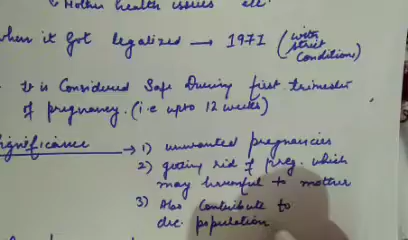 Mother health issues etc.
when it got legalized → 1971 (with strict conditions)
It is Considered Safe During first trimester
of pregnancy. (i.e upto 12 weeks)
Significance → 1) unwanted pregnancies
2) getting rid of preg. which
may harmful to mother
3) Also Contribute to
dec. population